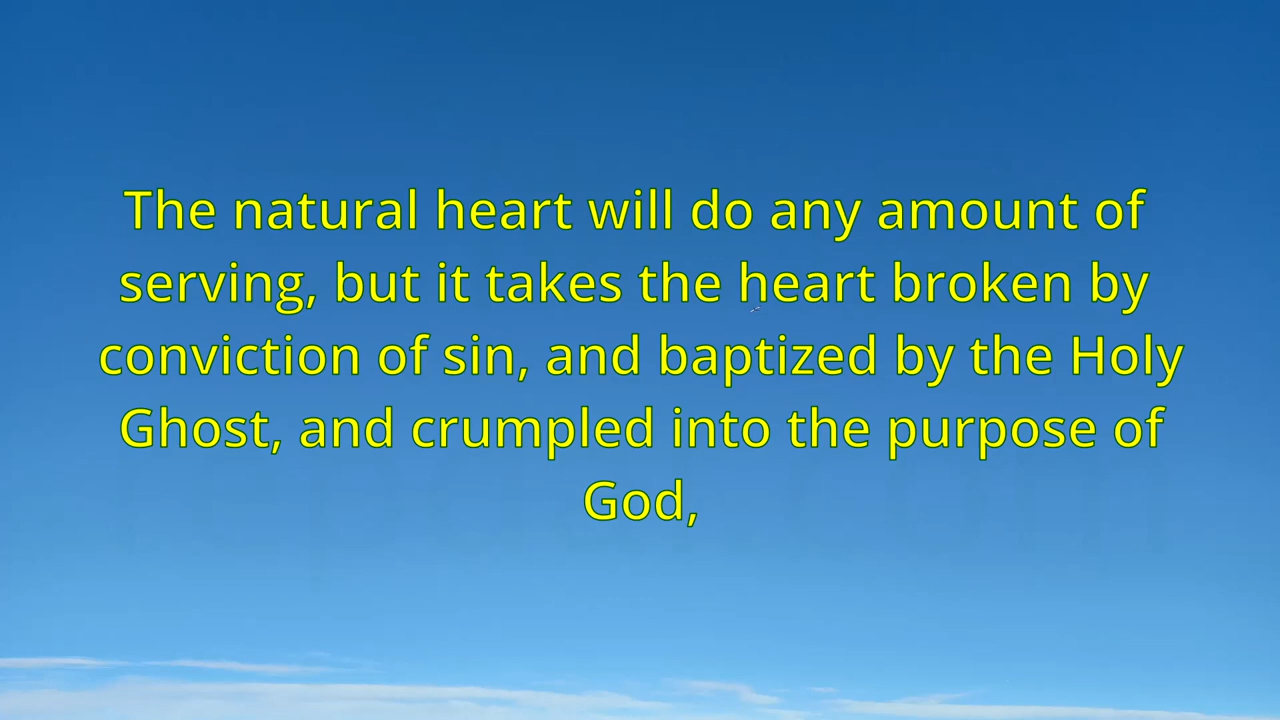 The natural heart will do any amount of
serving, but it takes the heart broken by
conviction of sin, and baptized by the Holy
Ghost, and crumpled into the purpose of
God,